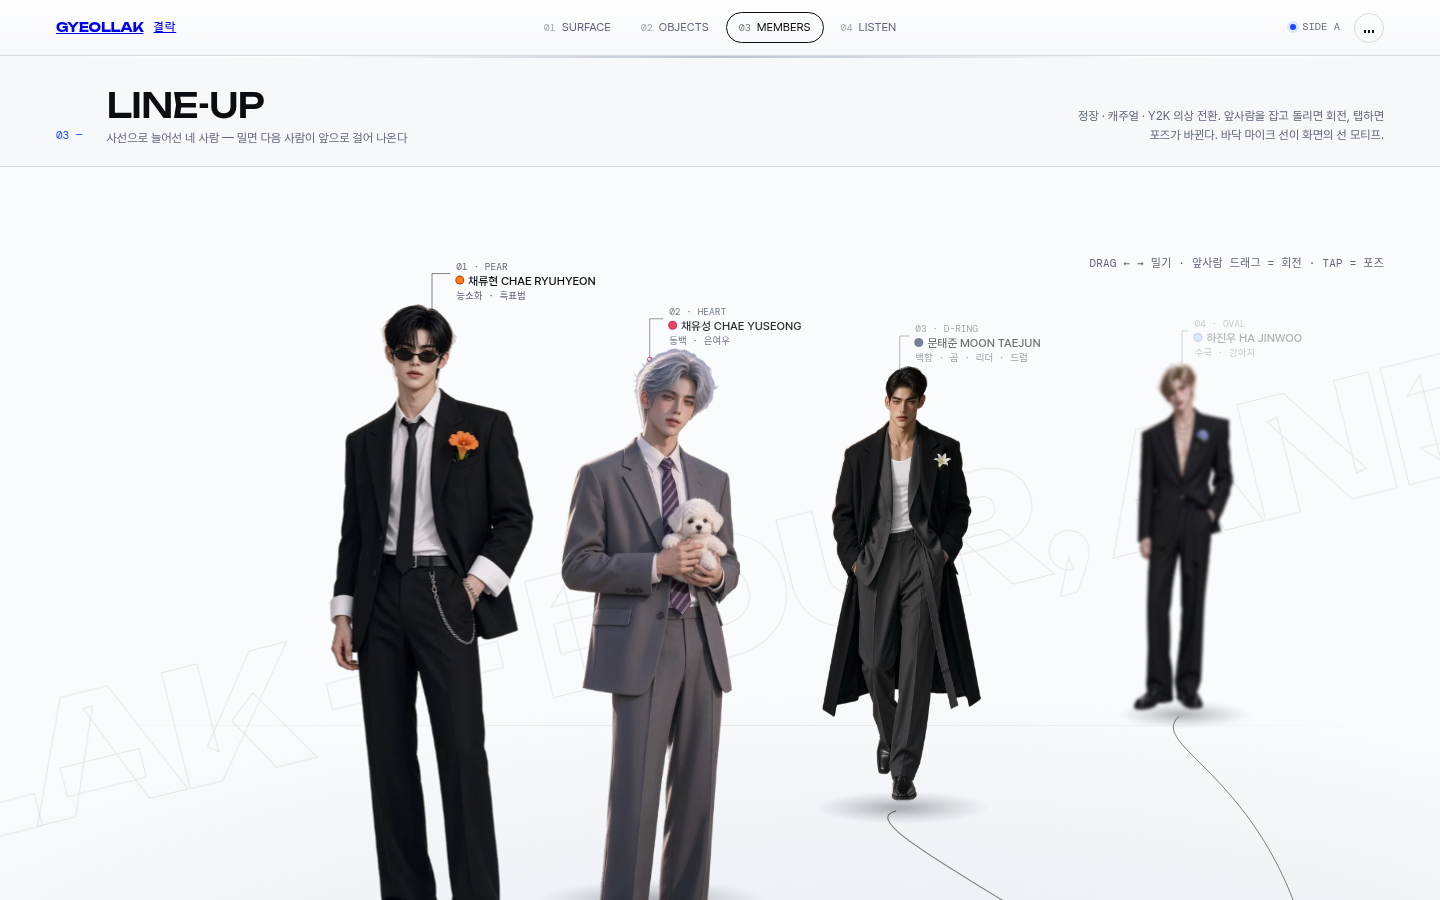 GYEOLLAK 결락
01 SURFACE
02 OBJECTS
03 MEMBERS
04 LISTEN
SIDE A
...
LINE-UP
03 —
사선으로 늘어선 네 사람 — 밀면 다음 사람이 앞으로 걸어 나온다
정장 · 캐주얼 · Y2K 의상 전환. 앞사람을 잡고 돌리면 회전, 탭하면
포즈가 바뀐다. 바닥 마이크 선이 화면의 선 모티프.
DRAG ← → 밀기 · 앞사람 드래그 = 회전 · TAP = 포즈
01 · PEAR
채류현 CHAE RYUHYEON
능소화 · 흑표범
02 · HEART
채유성 CHAE YUSEONG
동백 · 은여우
03 · D-RING
문태준 MOON TAEJUN
백합 · 곰 · 리더 · 드럼
04 · OVAL
하진우 HA JINWOO
수국 · 강아지